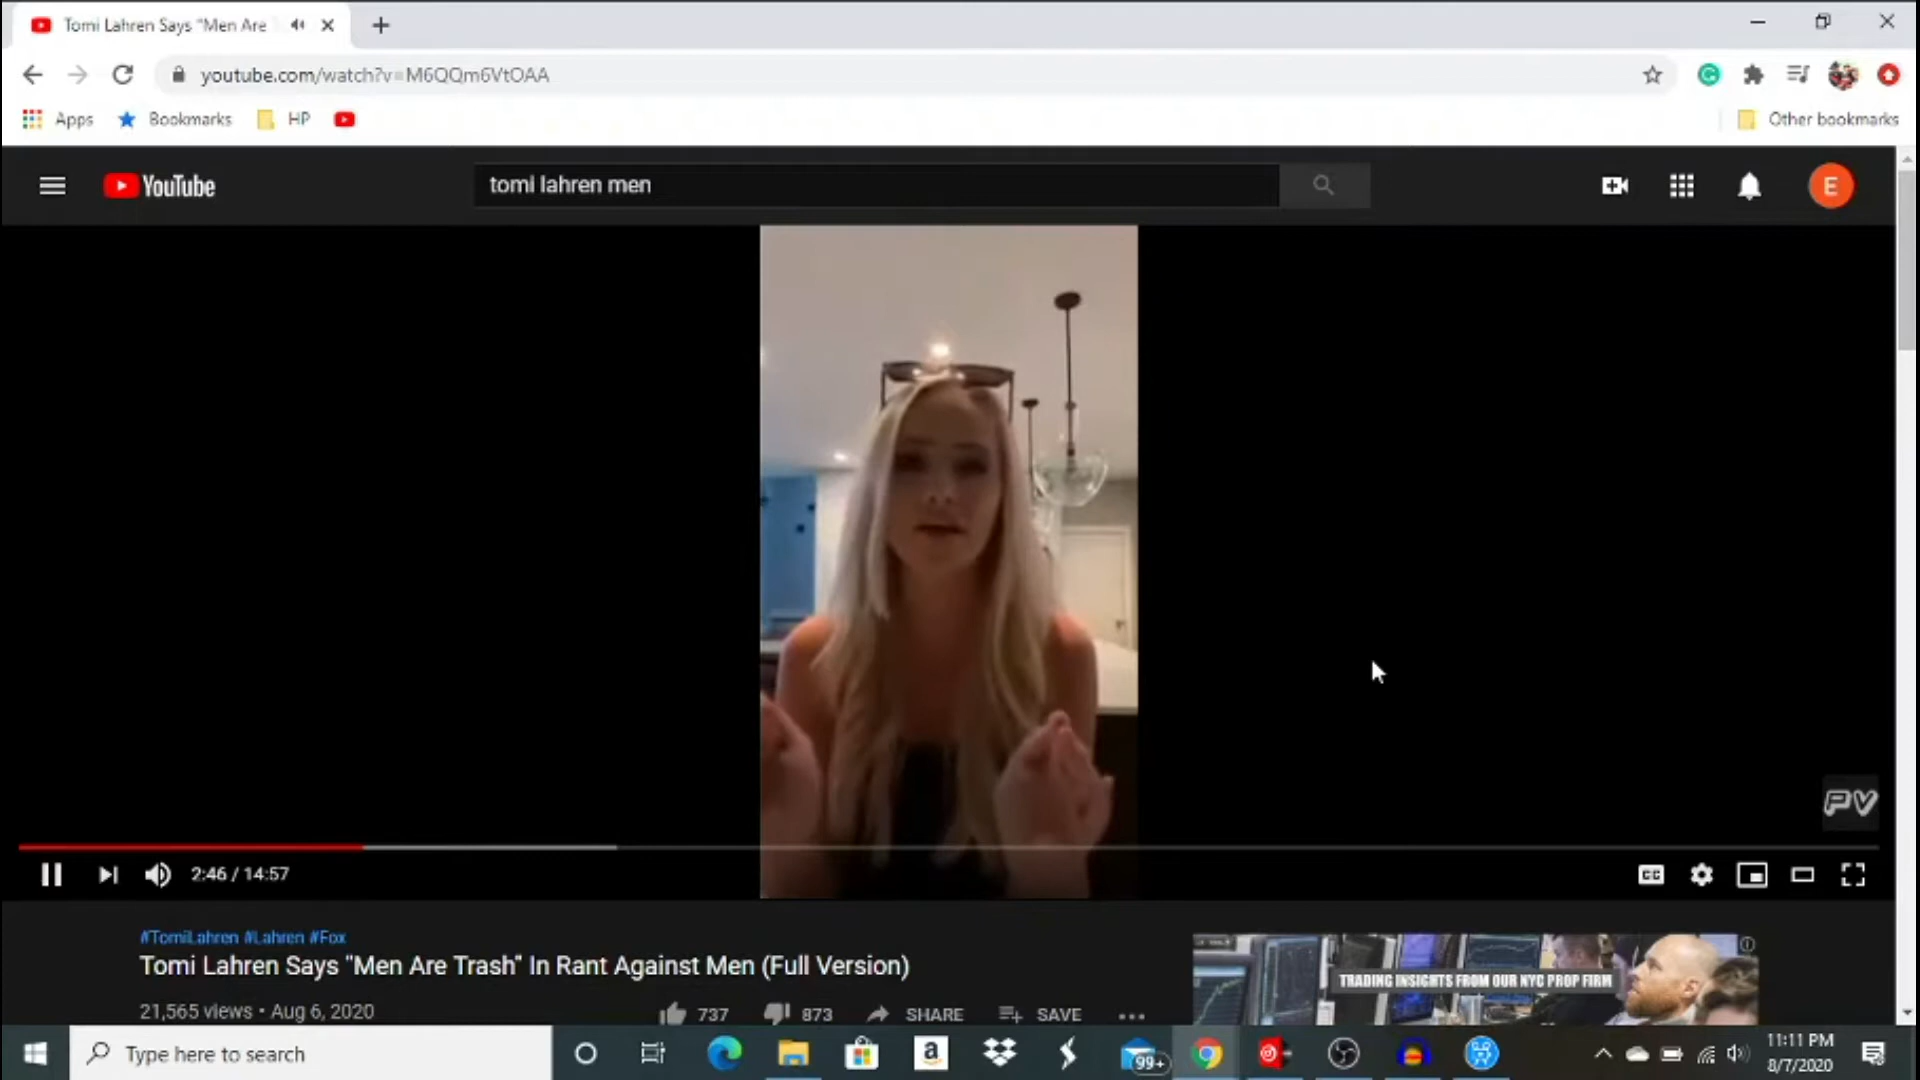 Tomi Lahren Says "Men Are
youtube.com/watch?v=M6QQm6VtOAA
Apps Bookmarks HP Other bookmarks
YouTube tomi lahren men E
PV
2:46 / 14:57 CC
#TomiLahren #Lahren #Fox
Tomi Lahren Says "Men Are Trash" In Rant Against Men (Full Version)
TRADING INSIGHTS FROM OUR NYC PROP FIRM
21,565 views • Aug 6, 2020 737 873 SHARE SAVE
Type here to search a 99+ 11:11 PM
8/7/2020